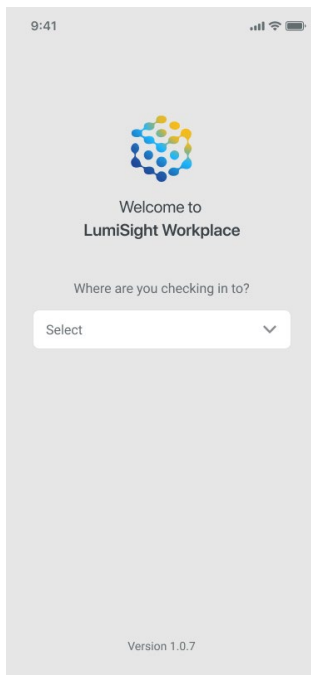 9:41
Welcome to
LumiSight Workplace
Where are you checking in to?
Select
Version 1.0.7